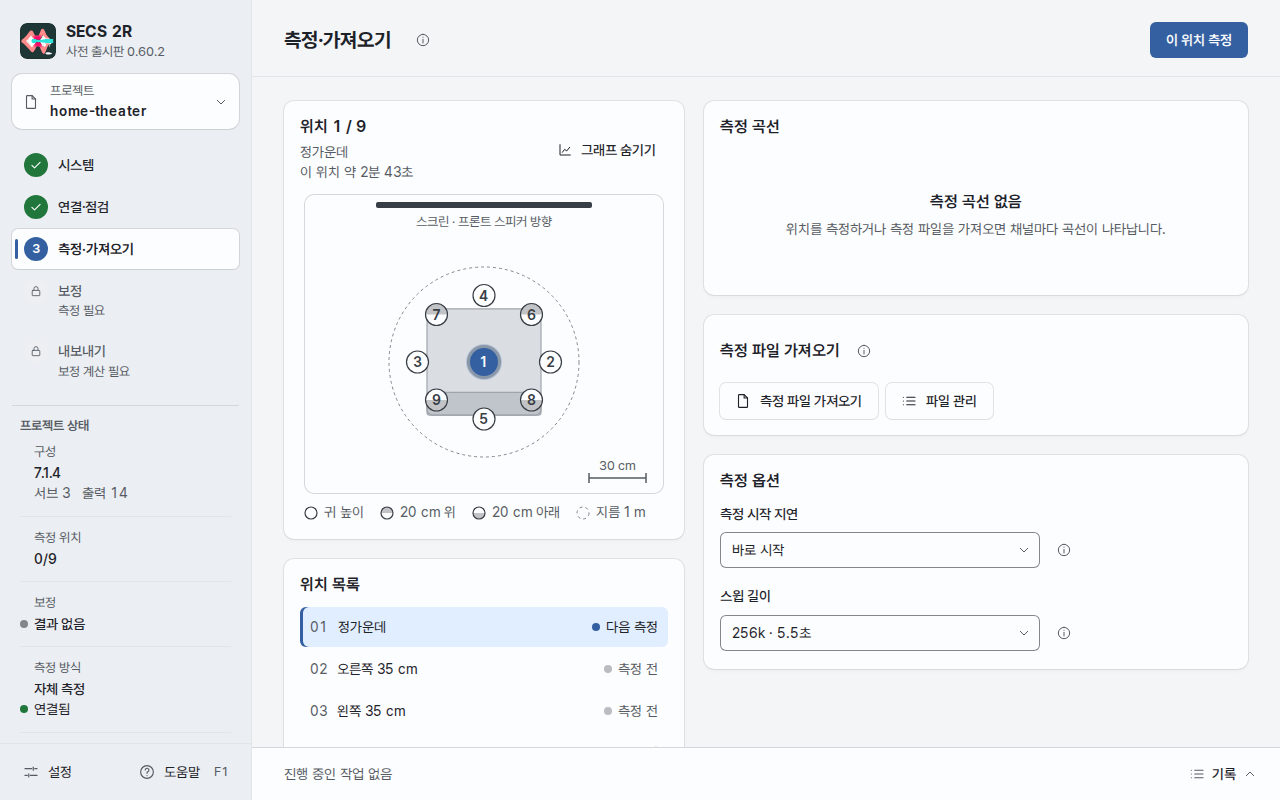 SECS 2R
사전 출시판 0.60.2
프로젝트
home-theater
시스템
연결·점검
3 측정·가져오기
보정
측정 필요
내보내기
보정 계산 필요
프로젝트 상태
구성
7.1.4
서브 3 출력 14
측정 위치
0/9
보정
결과 없음
측정 방식
자체 측정
연결됨
설정
도움말 F1
측정·가져오기
이 위치 측정
위치 1 / 9
정가운데
이 위치 약 2분 43초
그래프 숨기기
스크린 · 프론트 스피커 방향
4
7 6
3 1 2
9 8
5
30 cm
귀 높이 20 cm 위 20 cm 아래 지름 1 m
위치 목록
01 정가운데 다음 측정
02 오른쪽 35 cm 측정 전
03 왼쪽 35 cm 측정 전
측정 곡선
측정 곡선 없음
위치를 측정하거나 측정 파일을 가져오면 채널마다 곡선이 나타납니다.
측정 파일 가져오기
측정 파일 가져오기 파일 관리
측정 옵션
측정 시작 지연
바로 시작
스윕 길이
256k · 5.5초
진행 중인 작업 없음
기록